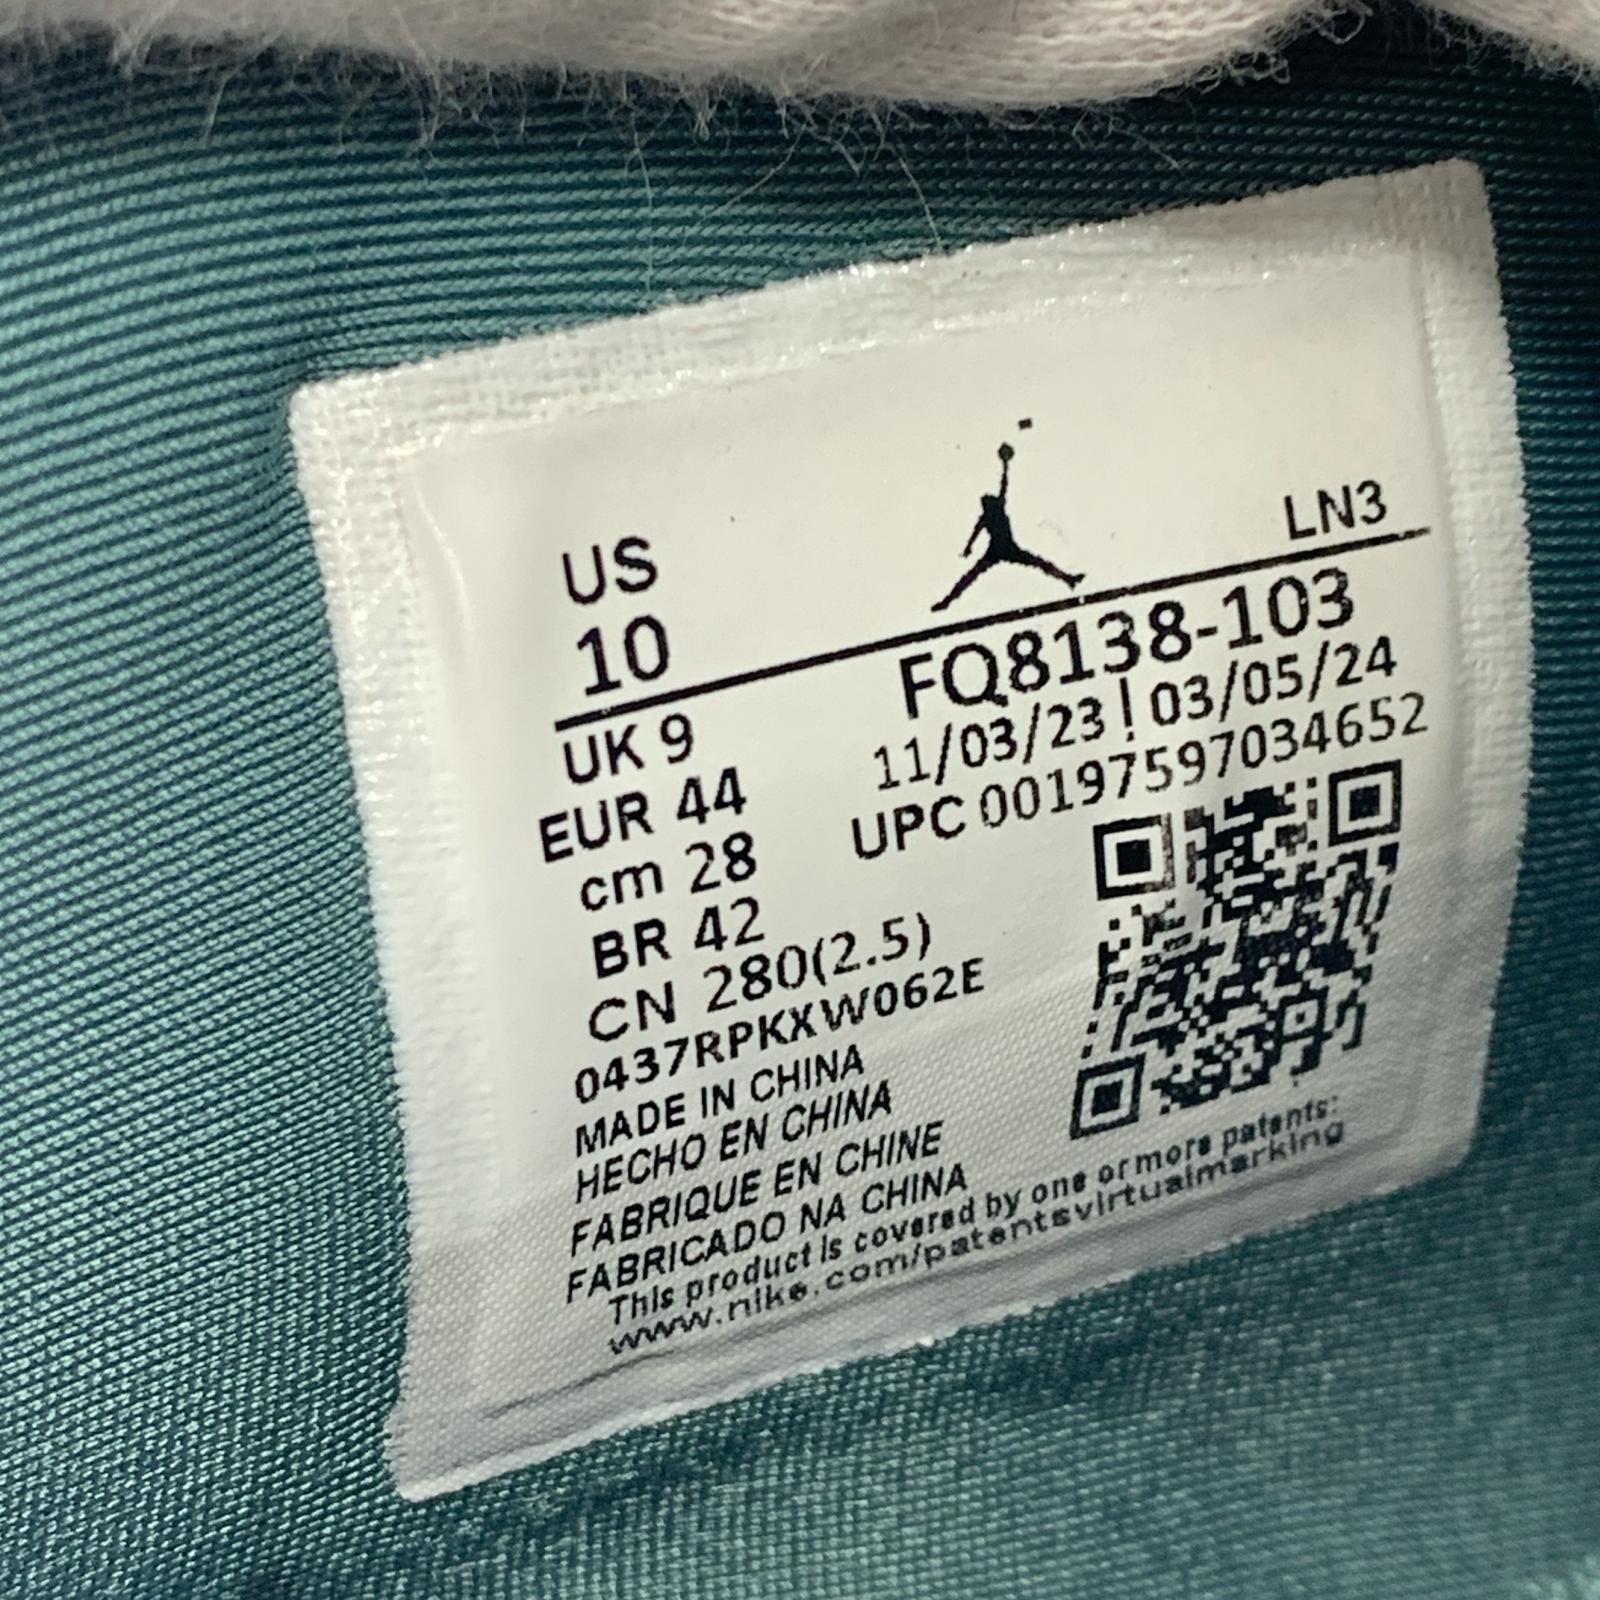 US
LN3
10
FQ8138-103
UK 9
11/03/23 | 03/05/24
EUR 44
UPC 00197597034652
cm 28
BR 42
CN 280(2.5)
0437RPKXW062E
MADE IN CHINA
HECHO EN CHINA
FABRIQUE EN CHINE
FABRICADO NA CHINA
This product is covered by one or more patents:
www.nike.com/patentsvirtualmarking